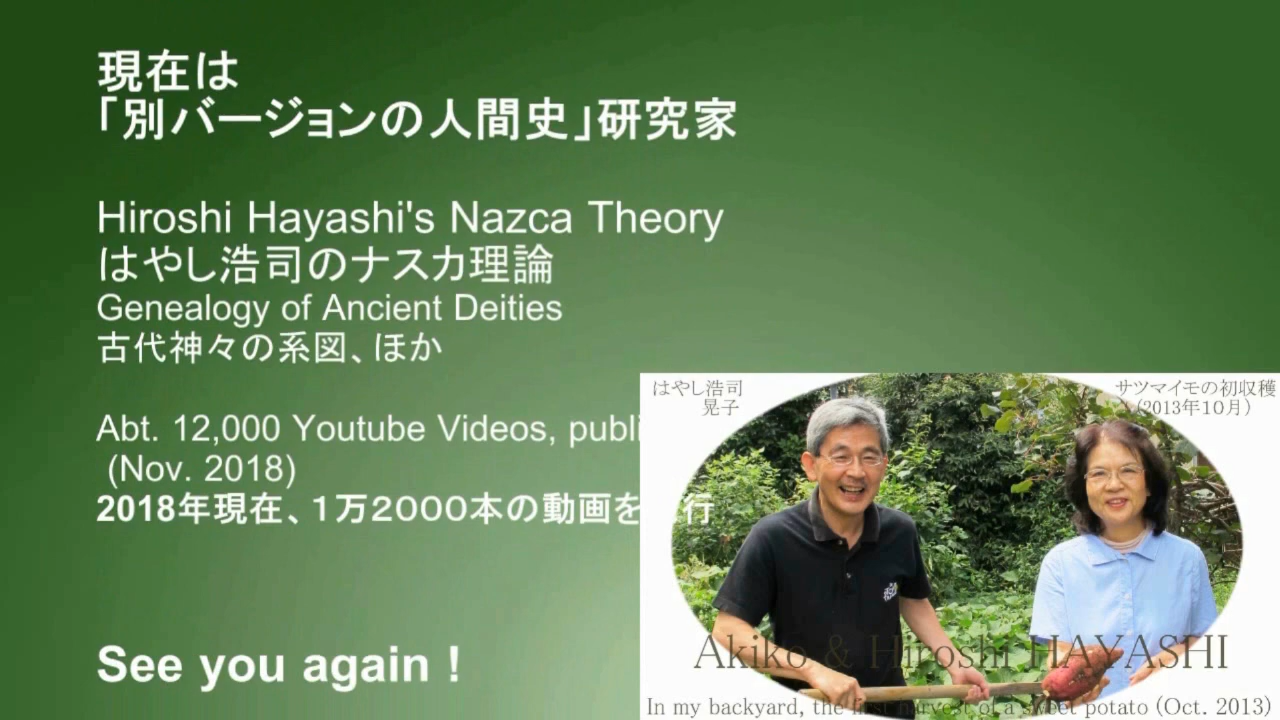 現在は
「別バージョンの人間史」研究家
Hiroshi Hayashi's Nazca Theory
はやし浩司のナスカ理論
Genealogy of Ancient Deities
古代神々の系図、ほか
Abt. 12,000 Youtube Videos, publi
(Nov. 2018)
2018年現在、１万２０００本の動画を 行
See you again !
はやし浩司
晃子
サツマイモの初収穫
(2013年10月)
Akiko & Hiroshi HAYASHI
In my backyard, the first harvest of a sweet potato (Oct. 2013)